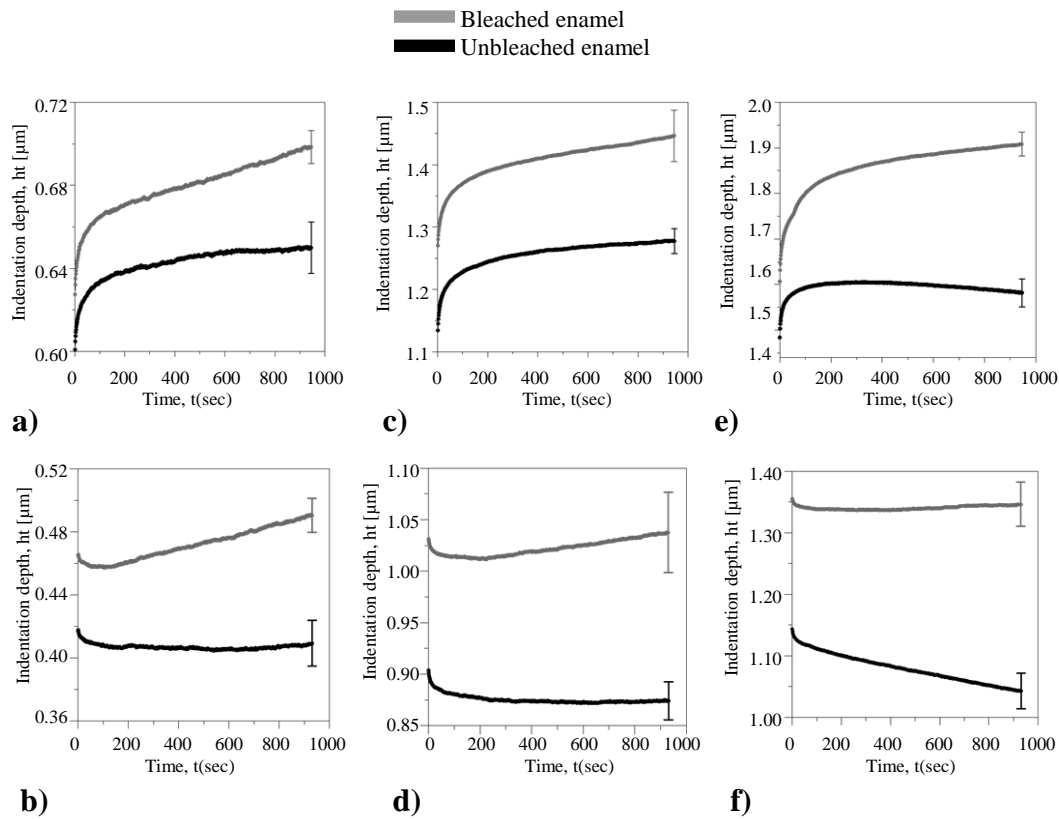 Bleached enamel
Unbleached enamel
Indentation depth, ht [µm]
0.72
0.68
0.64
0.60
0 200 400 600 800 1000
Time, t(sec)
a)
Indentation depth, ht [µm]
1.5
1.4
1.3
1.2
1.1
0 200 400 600 800 1000
Time, t(sec)
c)
Indentation depth, ht [µm]
2.0
1.9
1.8
1.7
1.6
1.5
1.4
0 200 400 600 800 1000
Time, t(sec)
e)
Indentation depth, ht [µm]
0.52
0.48
0.44
0.40
0.36
0 200 400 600 800 1000
Time, t(sec)
b)
Indentation depth, ht [µm]
1.10
1.05
1.00
0.95
0.90
0.85
0 200 400 600 800 1000
Time, t(sec)
d)
Indentation depth, ht [µm]
1.40
1.30
1.20
1.10
1.00
0 200 400 600 800 1000
Time, t(sec)
f)